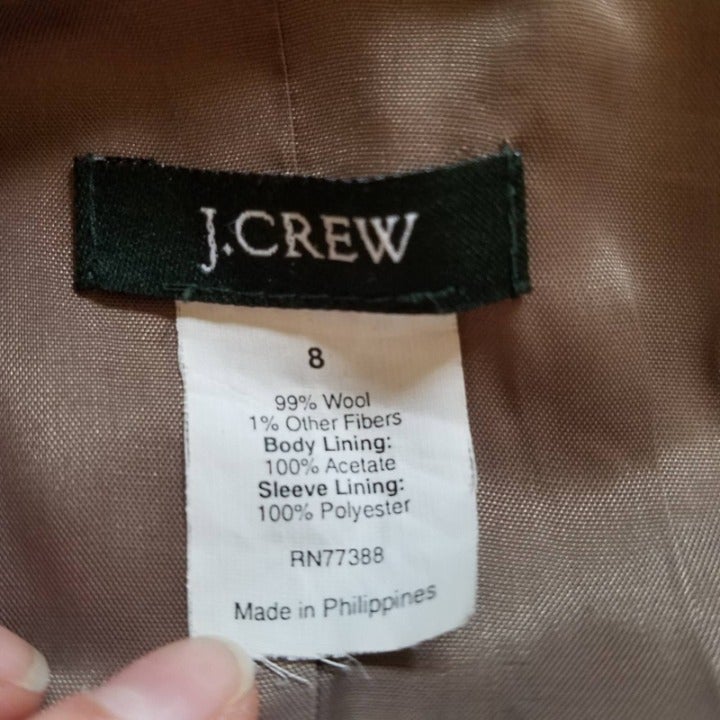 J.CREW
8
99% Wool
1% Other Fibers
Body Lining:
100% Acetate
Sleeve Lining:
100% Polyester
RN77388
Made in Philippines